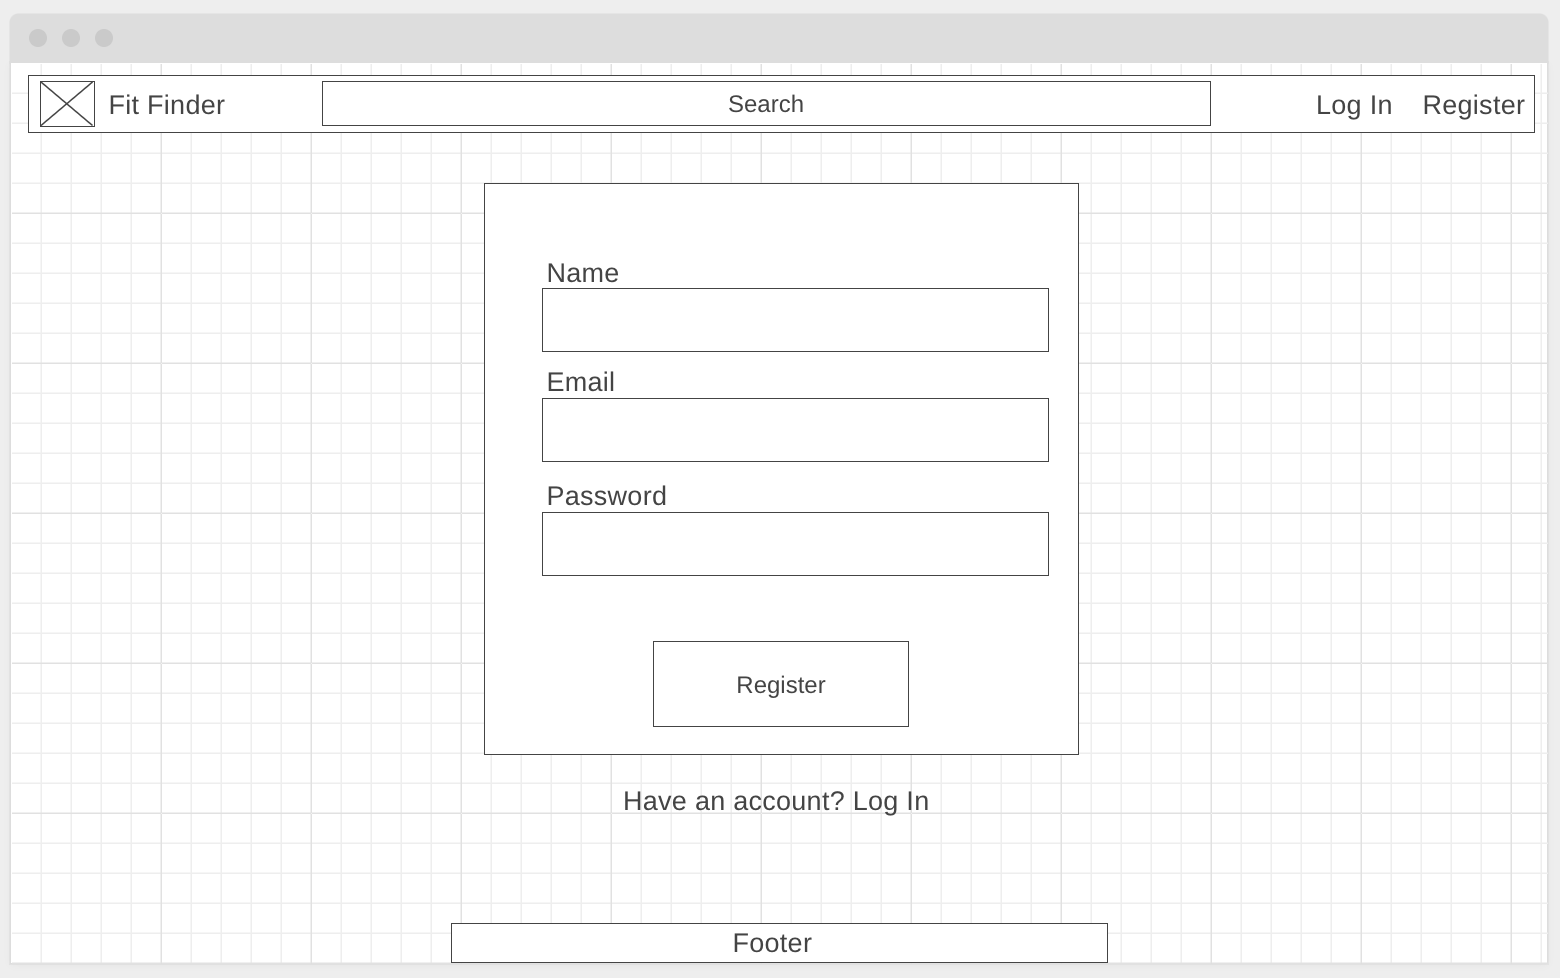 Fit Finder
Search
Log In
Register
Name
Email
Password
Register
Have an account? Log In
Footer